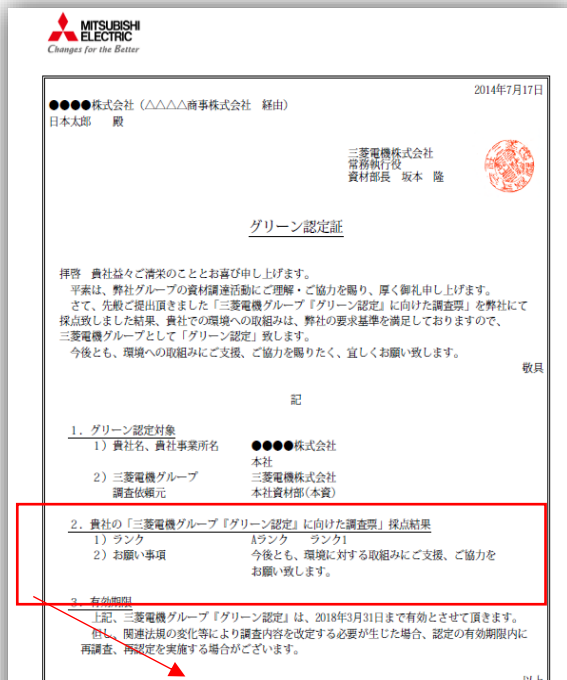 MITSUBISHI
ELECTRIC
Changes for the Better
2014年7月17日
●●●●株式会社(△△△△商事株式会社 経由)
日本太郎 殿
三菱電機株式会社
常務執行役
資材部長 坂本 隆
グリーン認定証
拝啓 貴社益々ご清栄のこととお喜び申し上げます。
平素は、弊社グループの資材調達活動にご理解・ご協力を賜り、厚く御礼申し上げます。
さて、先般ご提出頂きました「三菱電機グループ『グリーン認定』に向けた調査票」を弊社にて
採点致しました結果、貴社での環境への取組みは、弊社の要求基準を満足しておりますので、
三菱電機グループとして「グリーン認定」致します。
今後とも、環境への取組みにご支援、ご協力を賜りたく、宜しくお願い致します。
敬具
記
1.グリーン認定対象
1)貴社名、貴社事業所名 ●●●●株式会社
本社
2)三菱電機グループ 三菱電機株式会社
調査依頼元 本社資材部(本資)
2.貴社の「三菱電機グループ『グリーン認定』に向けた調査票」採点結果
1)ランク Aランク ランク1
2)お願い事項 今後とも、環境に対する取組みにご支援、ご協力を
お願い致します。
3.有効期限
上記、三菱電機グループ『グリーン認定』は、2018年3月31日まで有効とさせて頂きます。
但し、関連法規の変化等により調査内容を改定する必要が生じた場合、認定の有効期限内に
再調査、再認定を実施する場合がございます。
以上